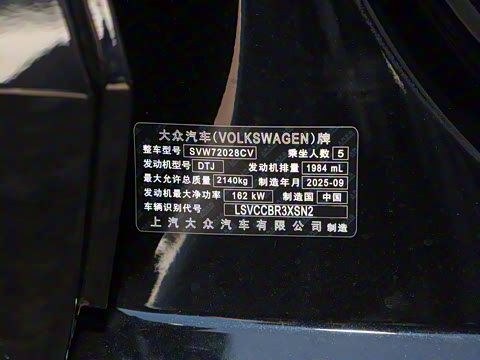 大众汽车(VOLKSWAGEN)牌
整车型号 SVW72028CV 乘坐人数 5
发动机型号 DTJ 发动机排量 1984 mL
最大允许总质量 2140kg 制造年月 2025-09
发动机最大净功率 162 kW 制造国 中国
车辆识别代号 LSVCCBR3XSN2
上汽大众汽车有限公司 制造